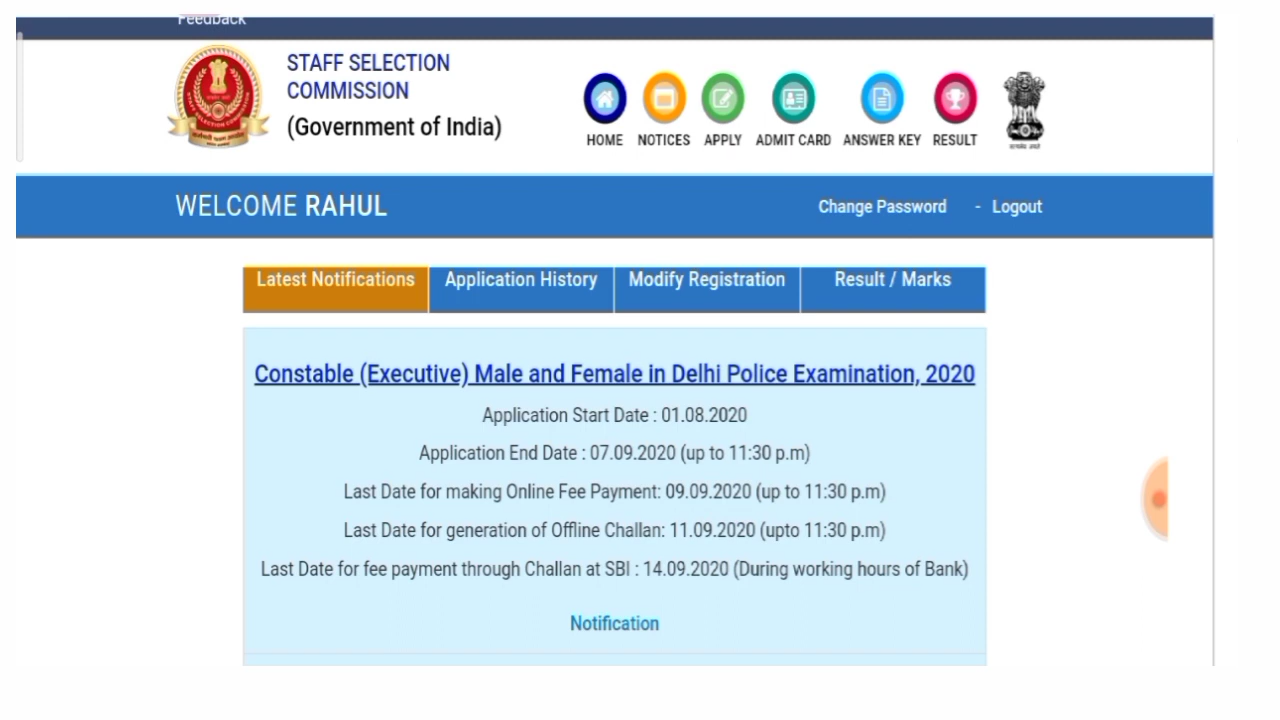 Feedback
STAFF SELECTION
COMMISSION
(Government of India)
HOME NOTICES APPLY ADMIT CARD ANSWER KEY RESULT
WELCOME RAHUL
Change Password - Logout
Latest Notifications Application History Modify Registration Result / Marks
Constable (Executive) Male and Female in Delhi Police Examination, 2020
Application Start Date : 01.08.2020
Application End Date : 07.09.2020 (up to 11:30 p.m)
Last Date for making Online Fee Payment: 09.09.2020 (up to 11:30 p.m)
Last Date for generation of Offline Challan: 11.09.2020 (upto 11:30 p.m)
Last Date for fee payment through Challan at SBI : 14.09.2020 (During working hours of Bank)
Notification